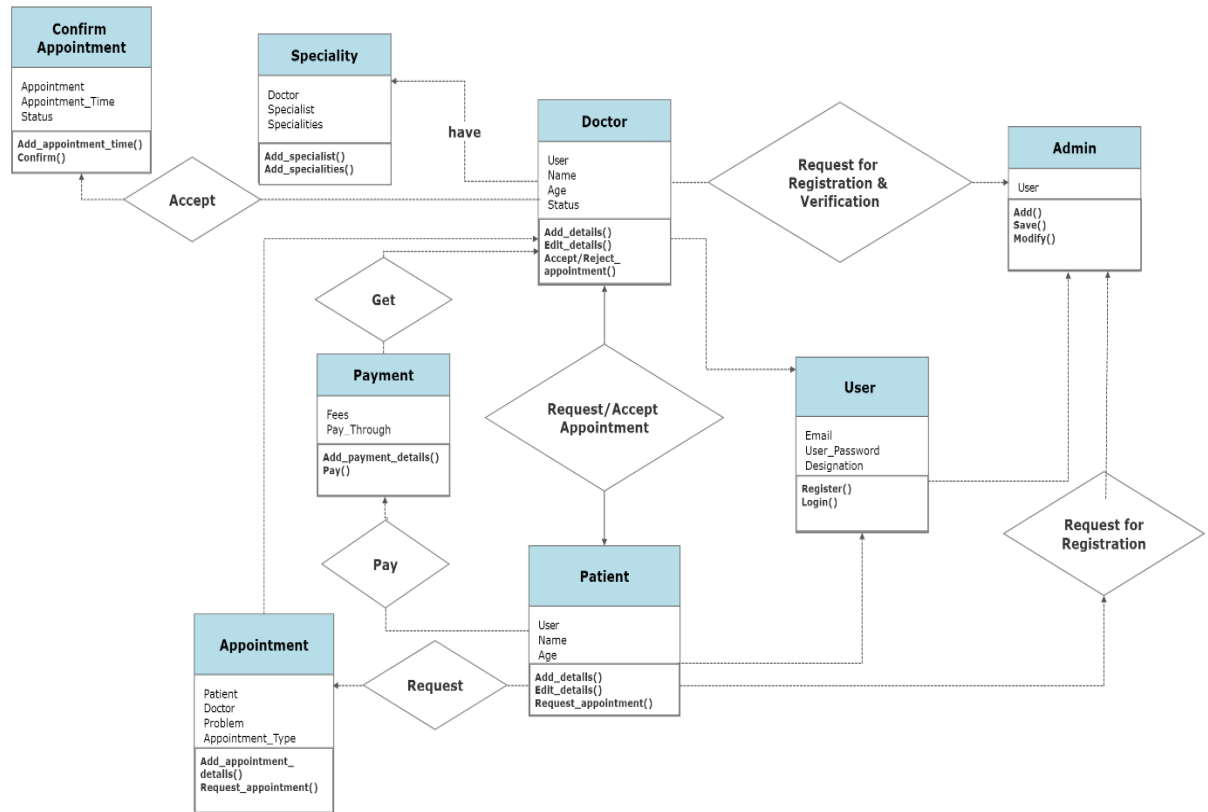 Confirm
Appointment
Appointment
Appointment_Time
Status
Add_appointment_time()
Confirm()
Speciality
Doctor
Specialist
Specialities
Add_specialist()
Add_specialities()
have
Accept
Doctor
User
Name
Age
Status
Add_details()
Edit_details()
Accept/Reject_
appointment()
Request for
Registration &
Verification
Admin
User
Add()
Save()
Modify()
Get
Payment
Fees
Pay_Through
Add_payment_details()
Pay()
Request/Accept
Appointment
User
Email
User_Password
Designation
Register()
Login()
Request for
Registration
Pay
Patient
User
Name
Age
Add_details()
Edit_details()
Request_appointment()
Request
Appointment
Patient
Doctor
Problem
Appointment_Type
Add_appointment_
details()
Request_appointment()